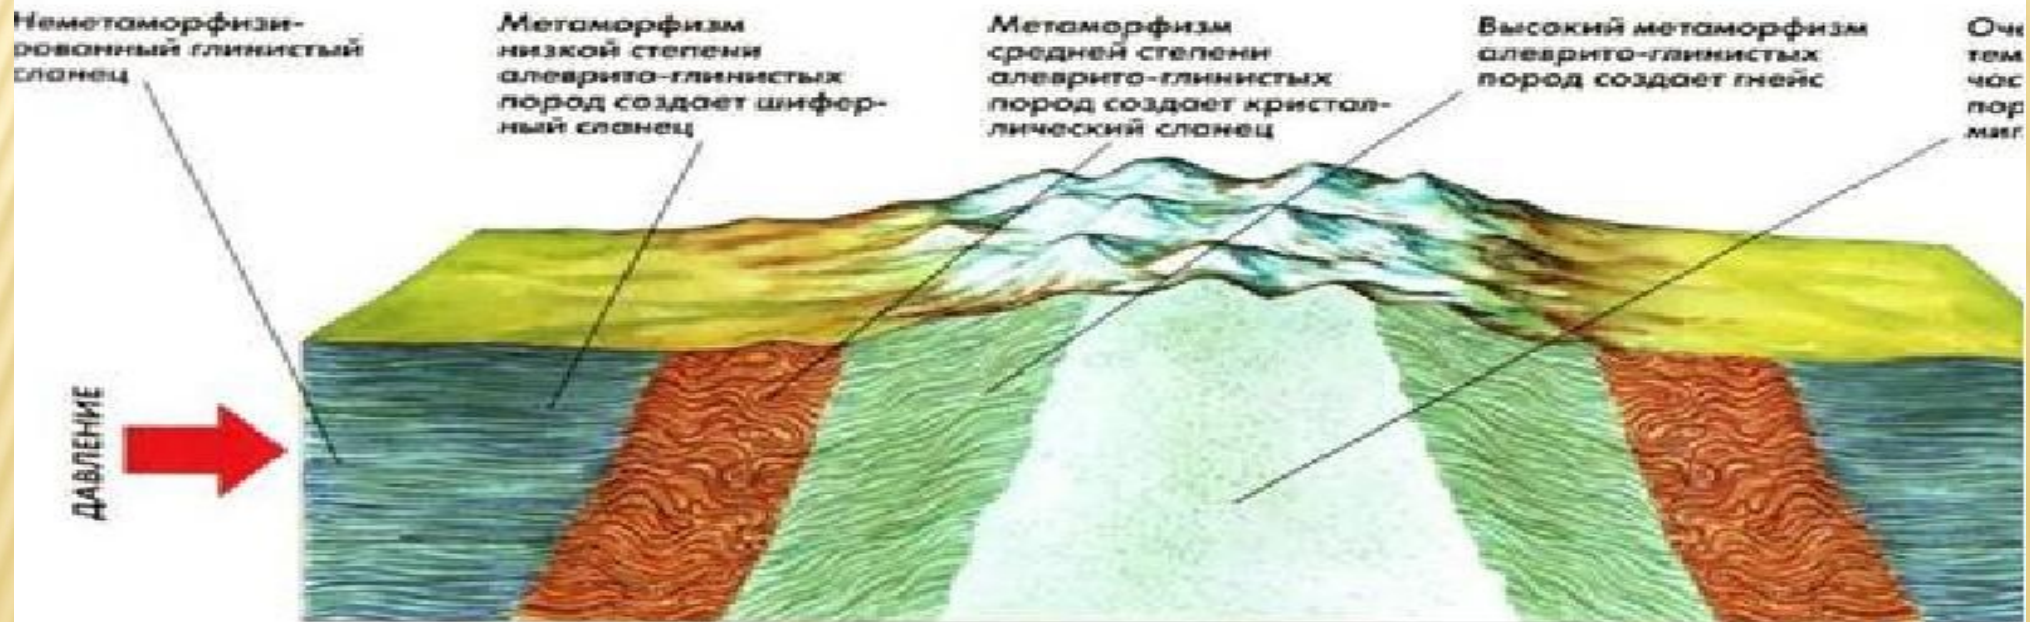 Неметаморфизи-
рованный глинистый
сланец
Метаморфизм
низкой степени
алеврито-глинистых
пород создает шифер-
ный сланец
Метаморфизм
средней степени
алеврито-глинистых
пород создает кристал-
лический сланец
Высокий метаморфизм
алеврито-глинистых
пород создает гнейс
ДАВЛЕНИЕ